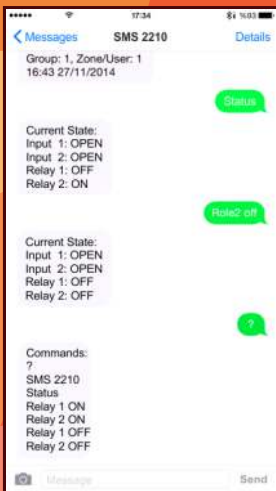 17:34
%93
Messages
SMS 2210
Details
Group: 1, Zone/User: 1
16:43 27/11/2014
Status
Current State:
Input 1: OPEN
Input 2: OPEN
Relay 1: OFF
Relay 2: ON
Role2 off
Current State:
Input 1: OPEN
Input 2: OPEN
Relay 1: OFF
Relay 2: OFF
?
Commands:
?
SMS 2210
Status
Relay 1 ON
Relay 2 ON
Relay 1 OFF
Relay 2 OFF
Message
Send